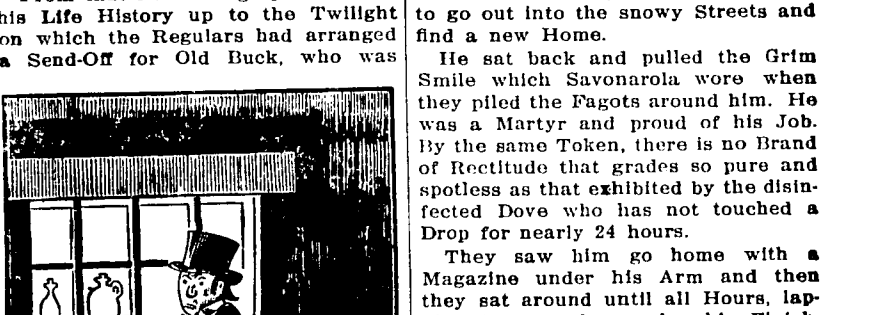 his Life History up to the Twilight
on which the Regulars had arranged
a Send-Off for Old Buck, who was
to go out into the snowy Streets and
find a new Home.
He sat back and pulled the Grim
Smile which Savonarola wore when
they piled the Fagots around him. He
was a Martyr and proud of his Job.
By the same Token, there is no Brand
of Rectitude that grades so pure and
spotless as that exhibited by the disin-
fected Dove who has not touched a
Drop for nearly 24 hours.
They saw him go home with a
Magazine under his Arm and then
they sat around until all Hours, lap-